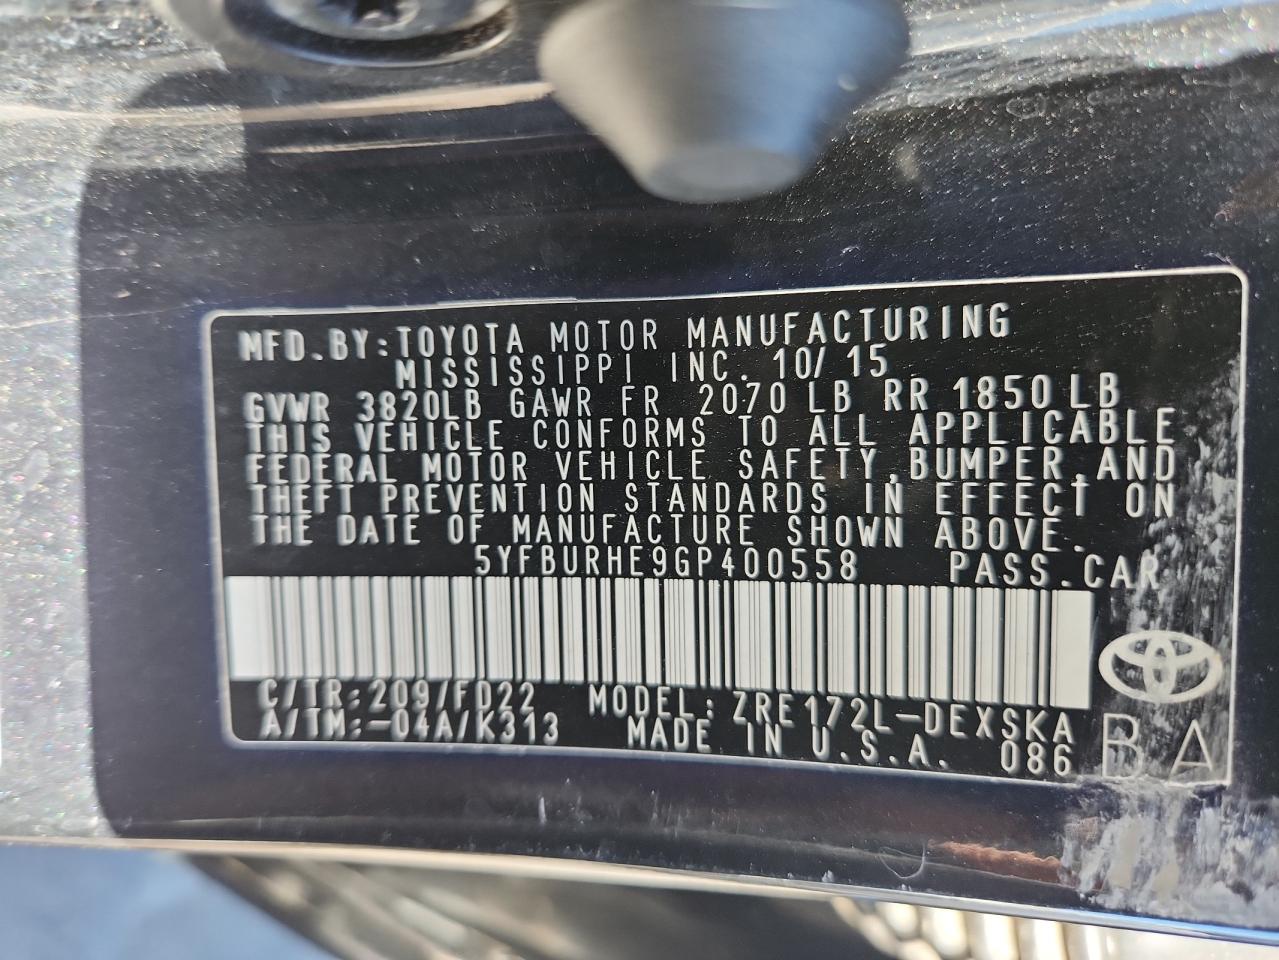 MFD.BY:TOYOTA MOTOR MANUFACTURING
MISSISSIPPI INC. 10/ 15
GVWR 3820LB GAWR FR 2070 LB RR 1850 LB
THIS VEHICLE CONFORMS TO ALL APPLICABLE
FEDERAL MOTOR VEHICLE SAFETY,BUMPER,AND
THEFT PREVENTION STANDARDS IN EFFECT ON
THE DATE OF MANUFACTURE SHOWN ABOVE.
5YFBURHE9GP400558 PASS.CAR
C/TR:209/FD22 MODEL:ZRE172L-DEXSKA
A/TM:-04A/K313 MADE IN U.S.A. 086
BA